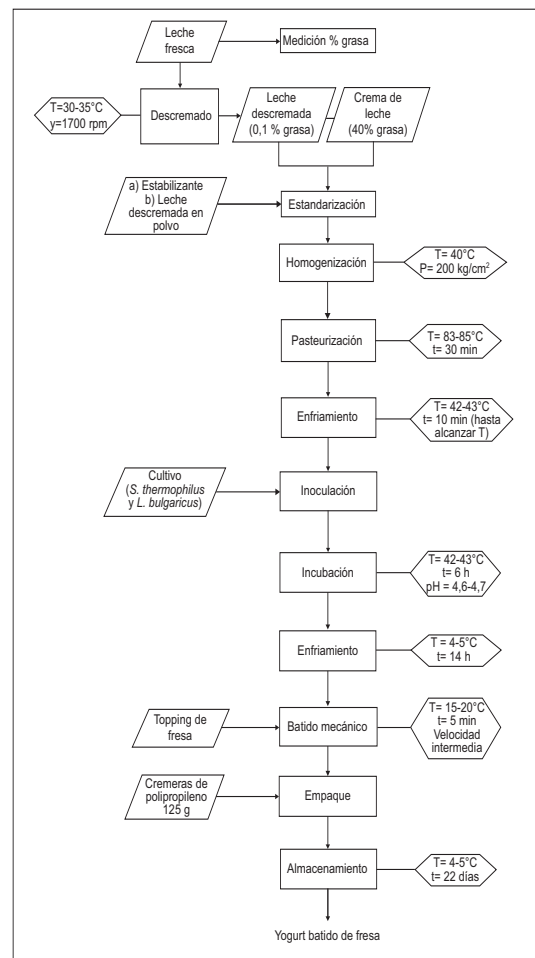 Leche
fresca
Medición % grasa
T=30-35°C
y=1700 rpm
Descremado
Leche
descremada
(0,1 % grasa)
Crema de
leche
(40% grasa)
a) Estabilizante
b) Leche
descremada en
polvo
Estandarización
Homogenización
T= 40°C
P= 200 kg/cm²
Pasteurización
T= 83-85°C
t= 30 min
Enfriamiento
T= 42-43°C
t= 10 min (hasta
alcanzar T)
Cultivo
(S. thermophilus
y L. bulgaricus)
Inoculación
Incubación
T= 42-43°C
t= 6 h
pH = 4,6-4,7
Enfriamiento
T = 4-5°C
t= 14 h
Topping de
fresa
Batido mecánico
T= 15-20°C
t= 5 min
Velocidad
intermedia
Cremeras de
polipropileno
125 g
Empaque
Almacenamiento
T= 4-5°C
t= 22 días
Yogurt batido de fresa